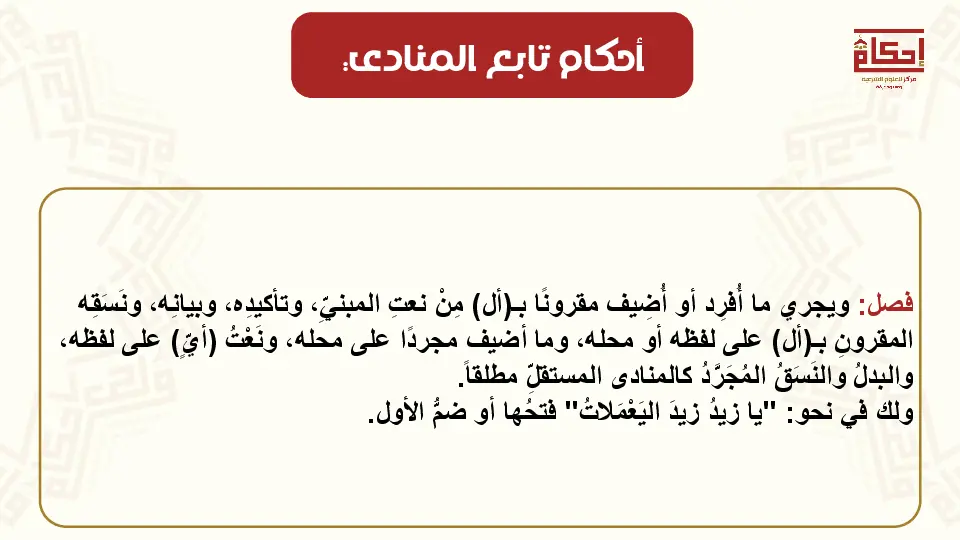 أحكام تابع المنادى:
إحكام
مركز للعلوم الشرعية
فصل: ويجري ما أُفرِد أو أُضِيف مقرونًا بـ(أل) مِنْ نعتِ المبنيِّ، وتأكيدِه، وبيانِه، ونَسَقِه
المقرونِ بـ(أل) على لفظه أو محله، وما أضيف مجردًا على محله، ونَعْتُ (أيٍّ) على لفظه،
والبدلُ والنَسَقُ المُجَرَّدُ كالمنادى المستقلِّ مطلقاً.
ولك في نحو: "يا زيدُ زيدَ اليَعْمَلاتُ" فتحُها أو ضمُّ الأول.